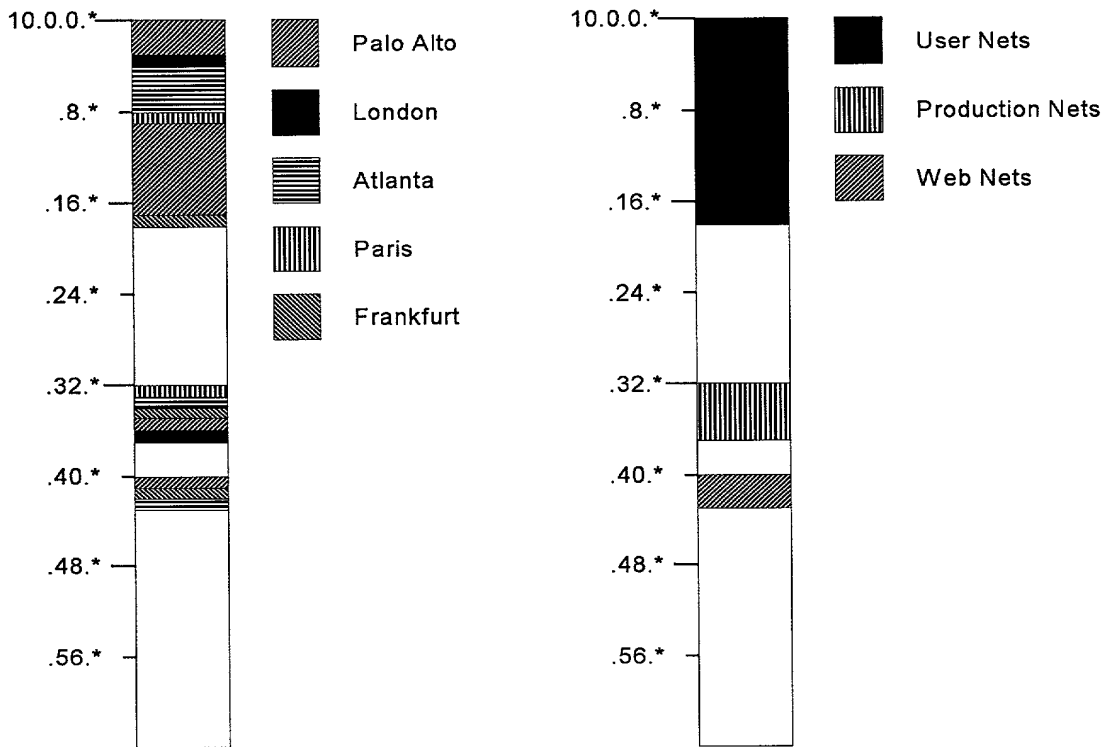 10.0.0.*
.8.*
.16.*
.24.*
.32.*
.40.*
.48.*
.56.*
Palo Alto
London
Atlanta
Paris
Frankfurt
10.0.0.*
.8.*
.16.*
.24.*
.32.*
.40.*
.48.*
.56.*
User Nets
Production Nets
Web Nets